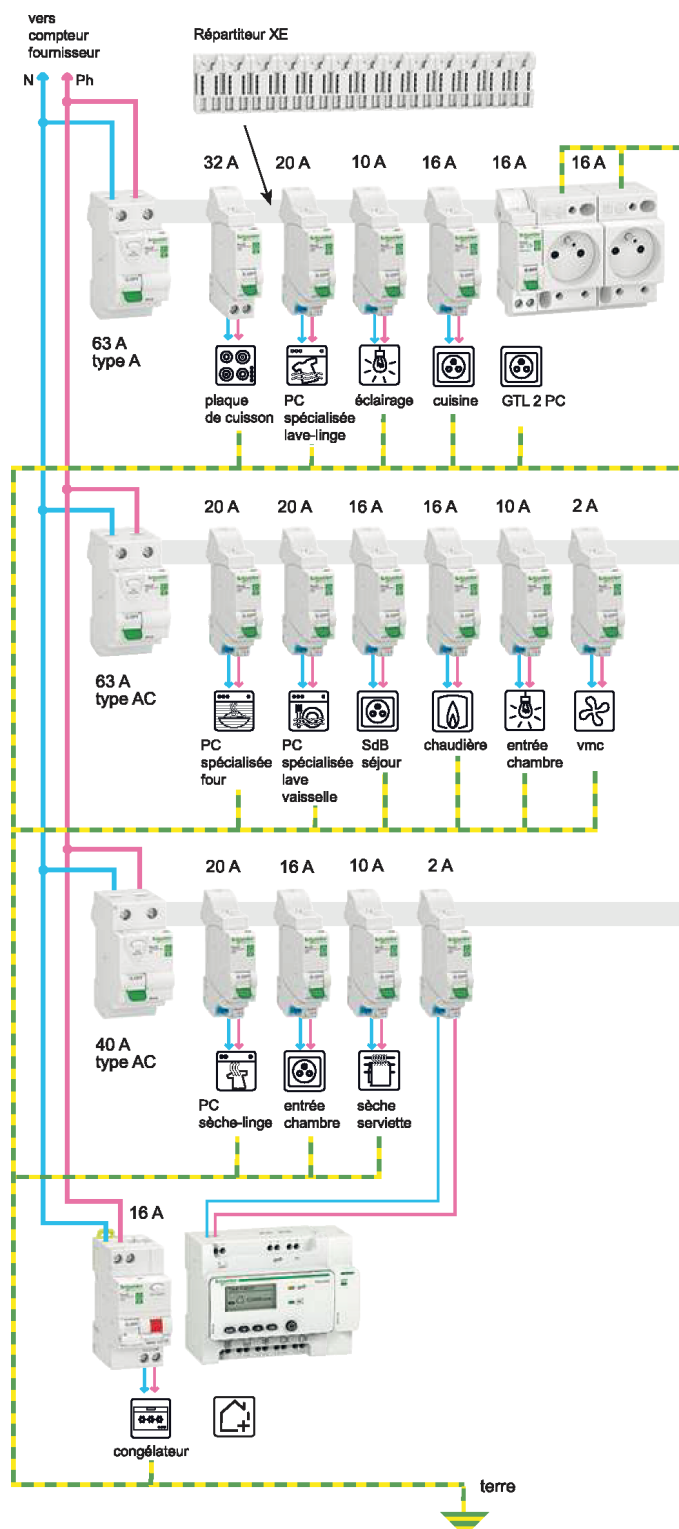 vers
compteur
fournisseur
N Ph
Répartiteur XE
32 A 20 A 10 A 16 A 16 A 16 A
63 A
type A
plaque
de cuisson
PC
spécialisée
lave-linge
éclairage
cuisine
GTL 2 PC
20 A 20 A 16 A 16 A 10 A 2 A
63 A
type AC
PC
spécialisée
four
PC
spécialisée
lave
vaisselle
SdB
séjour
chaudière
entrée
chambre
vmc
20 A 16 A 10 A 2 A
40 A
type AC
PC
sèche-linge
entrée
chambre
sèche
serviette
16 A
congélateur
terre